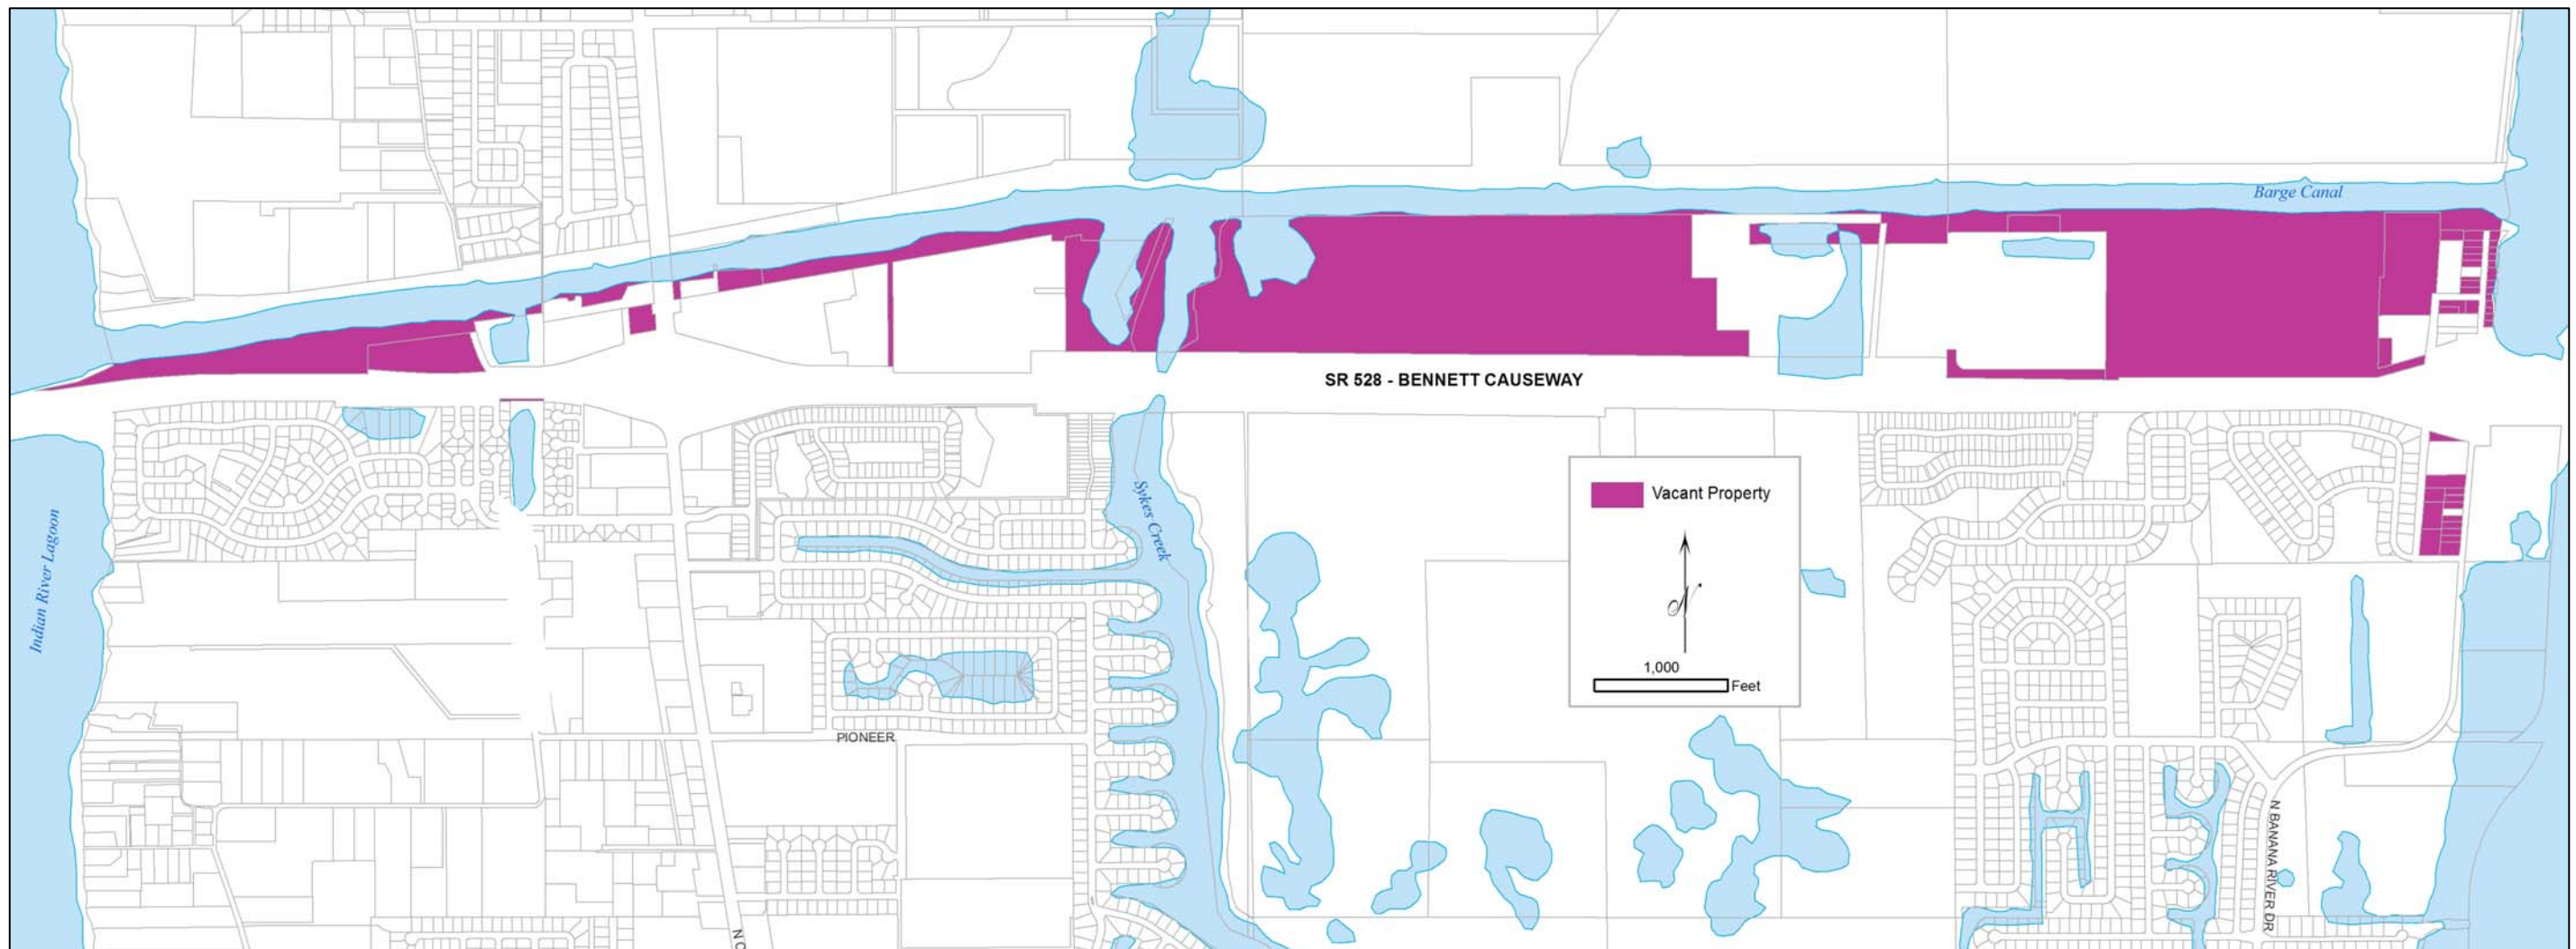 Barge Canal
SR 528 - BENNETT CAUSEWAY
Vacant Property
Sykes Creek
Indian River Lagoon
N
1,000
Feet
PIONEER
N BANANA RIVER DR
N C